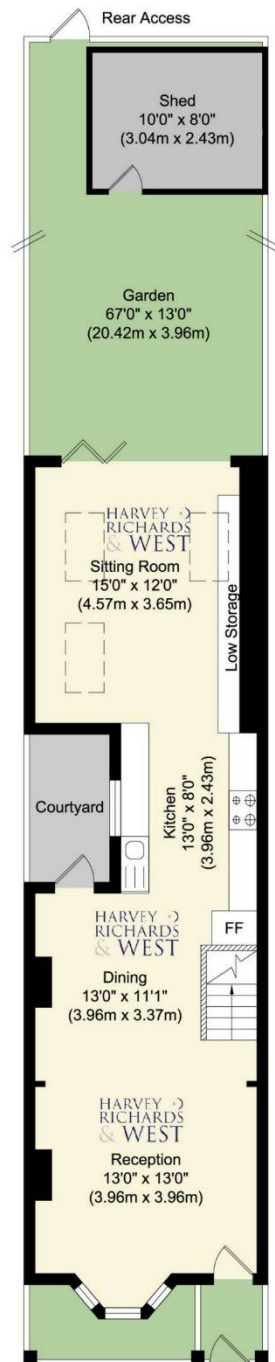 Rear Access
Shed
10'0" x 8'0"
(3.04m x 2.43m)
Garden
67'0" x 13'0"
(20.42m x 3.96m)
HARVEY
RICHARDS
& WEST
Sitting Room
15'0" x 12'0"
(4.57m x 3.65m)
Low Storage
Courtyard
Kitchen
13'0" x 8'0"
(3.96m x 2.43m)
FF
HARVEY
RICHARDS
& WEST
Dining
13'0" x 11'1"
(3.96m x 3.37m)
HARVEY
RICHARDS
& WEST
Reception
13'0" x 13'0"
(3.96m x 3.96m)